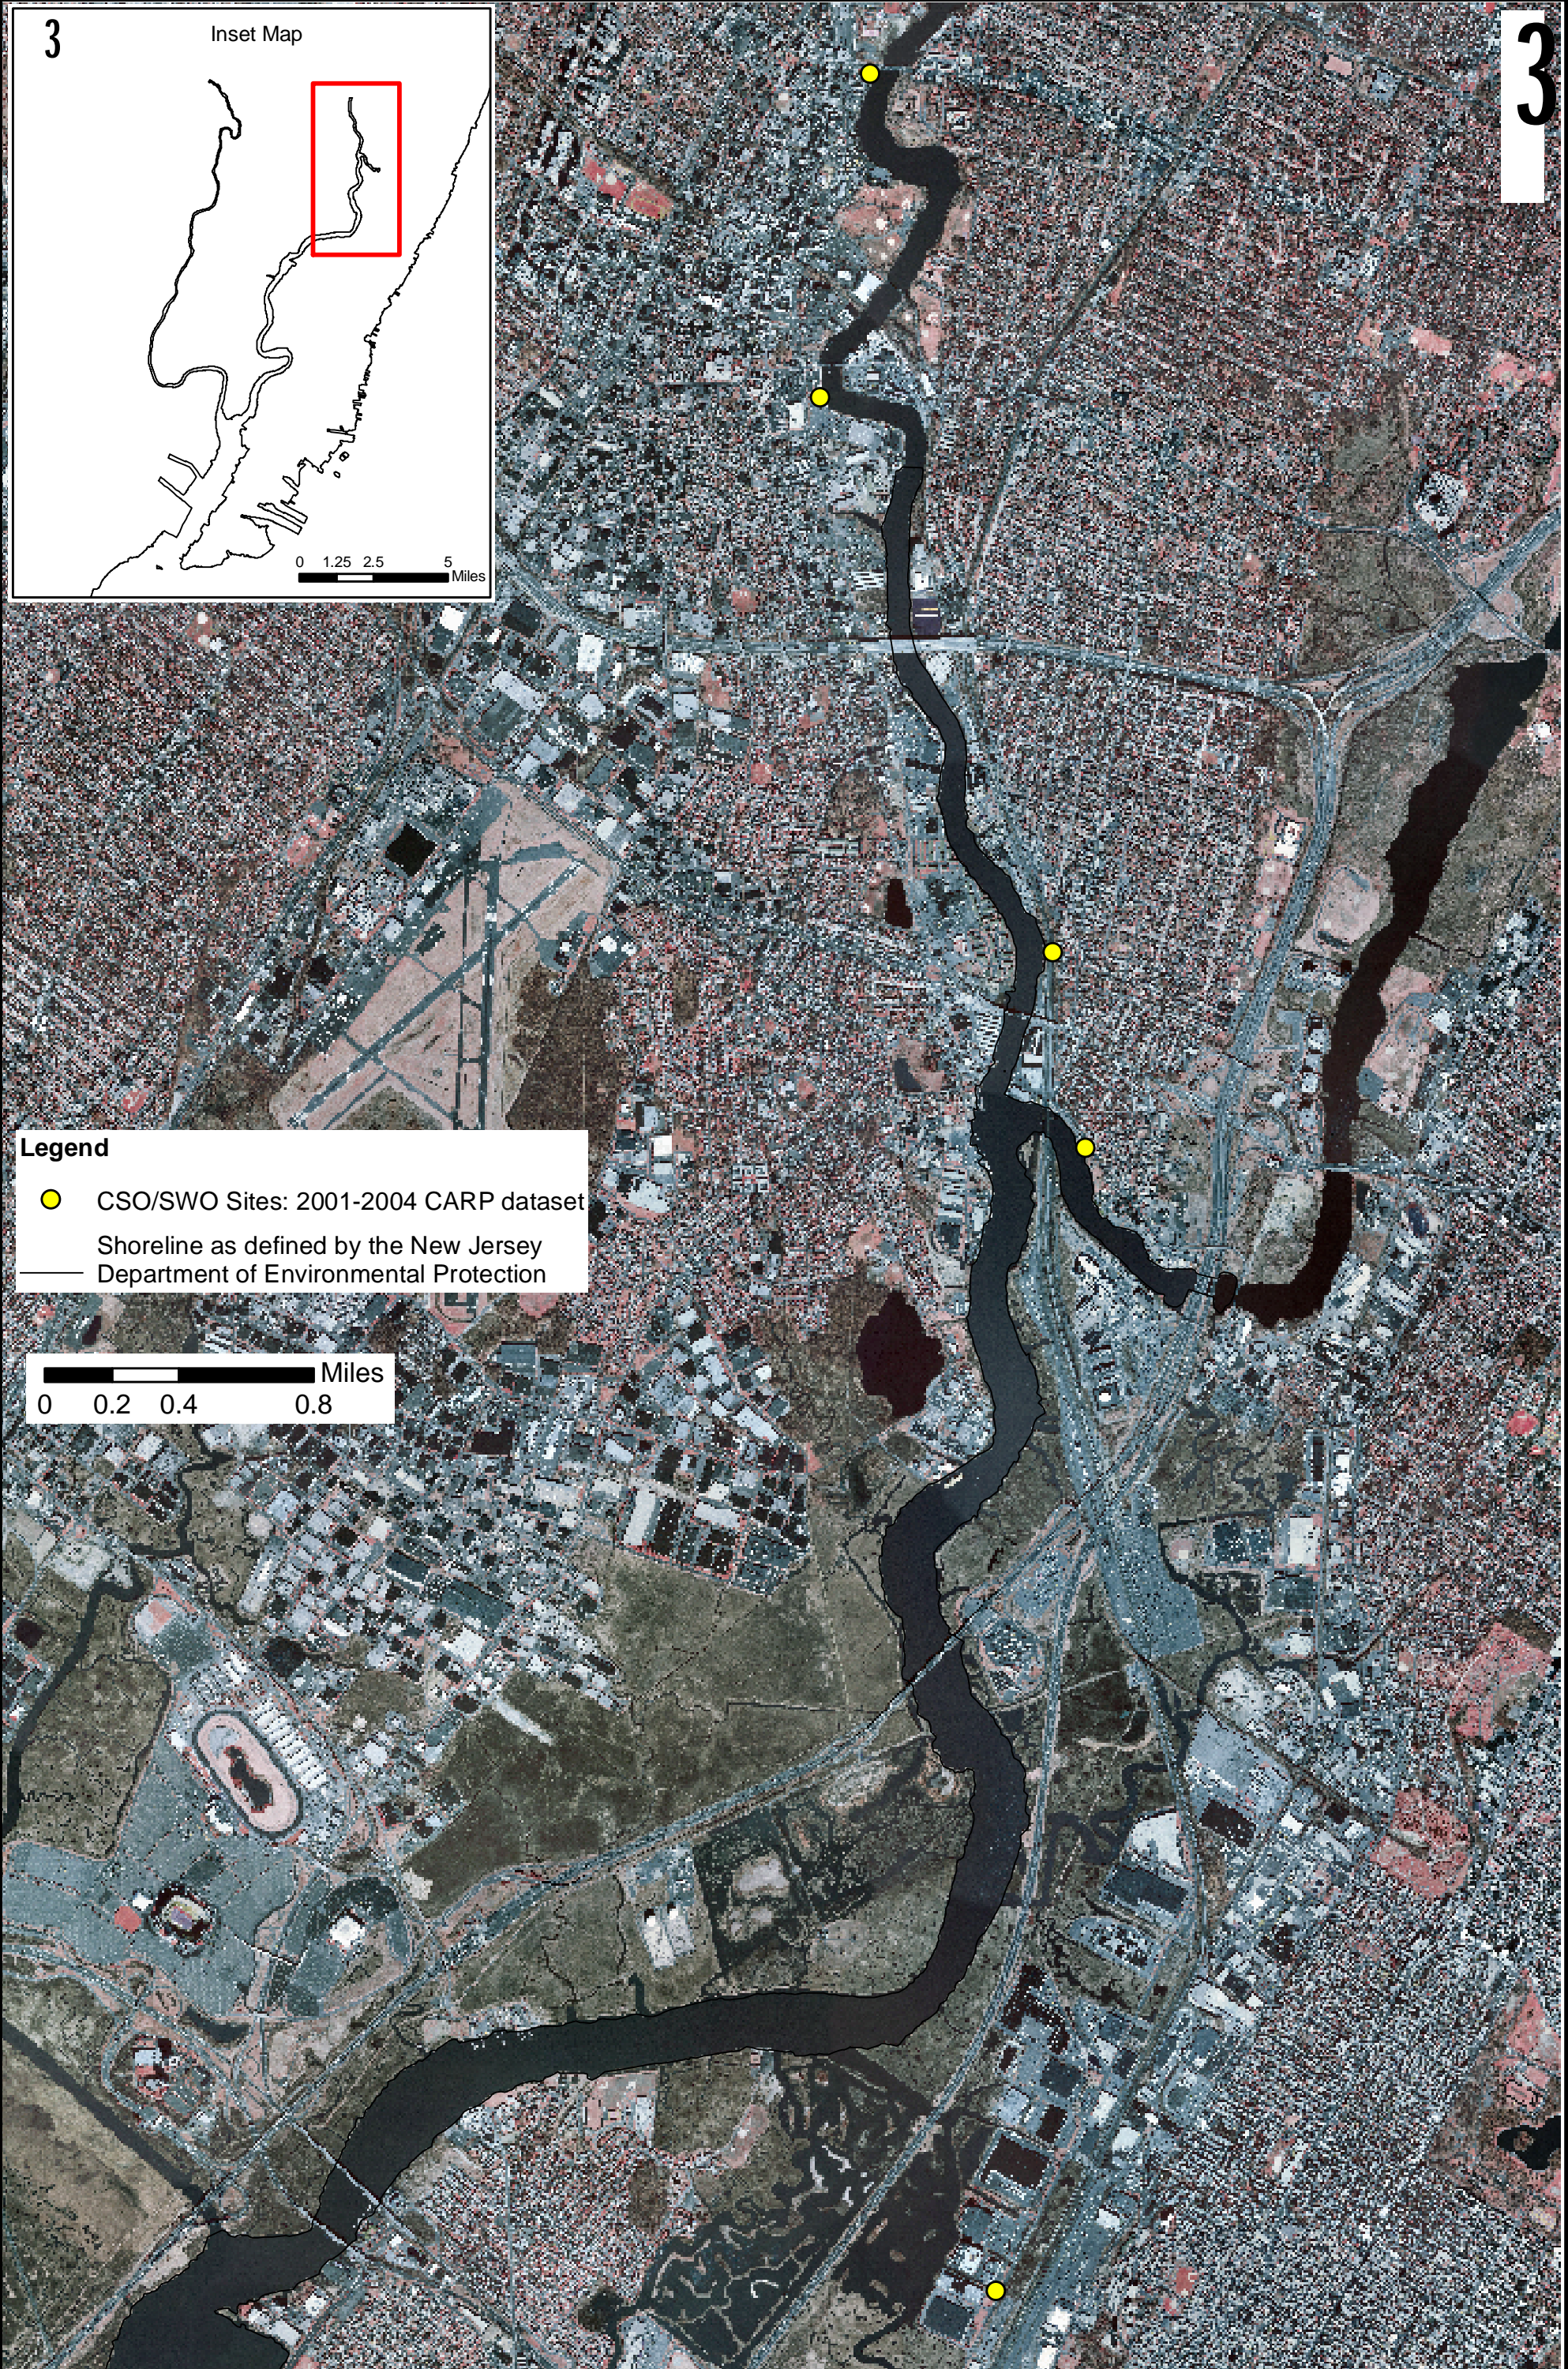 3
Inset Map
3
0 1.25 2.5 5
Miles
Legend
CSO/SWO Sites: 2001-2004 CARP dataset
Shoreline as defined by the New Jersey
Department of Environmental Protection
Miles
0 0.2 0.4 0.8